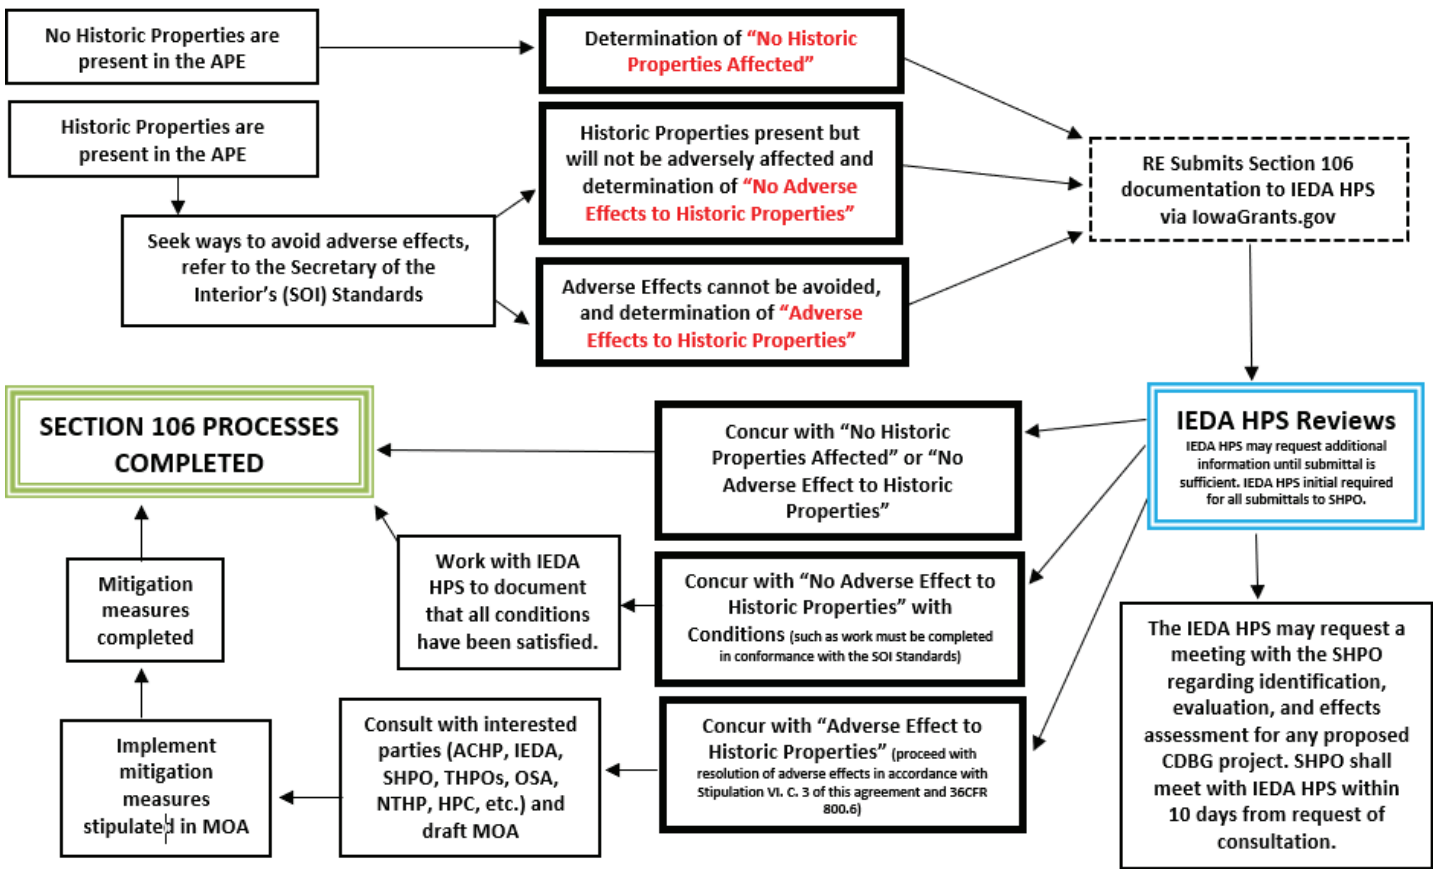 No Historic Properties are
present in the APE
Determination of “No Historic
Properties Affected”
Historic Properties are
present in the APE
Historic Properties present but
will not be adversely affected and
determination of “No Adverse
Effects to Historic Properties”
RE Submits Section 106
documentation to IEDA HPS
via IowaGrants.gov
Seek ways to avoid adverse effects,
refer to the Secretary of the
Interior’s (SOI) Standards
Adverse Effects cannot be avoided,
and determination of “Adverse
Effects to Historic Properties”
SECTION 106 PROCESSES
COMPLETED
Concur with “No Historic
Properties Affected” or “No
Adverse Effect to Historic
Properties”
IEDA HPS Reviews
IEDA HPS may request additional
information until submittal is
sufficient. IEDA HPS initial required
for all submittals to SHPO.
Mitigation
measures
completed
Work with IEDA
HPS to document
that all conditions
have been satisfied.
Concur with “No Adverse Effect to
Historic Properties” with
Conditions (such as work must be completed
in conformance with the SOI Standards)
The IEDA HPS may request a
meeting with the SHPO
regarding identification,
evaluation, and effects
assessment for any proposed
CDBG project. SHPO shall
meet with IEDA HPS within
10 days from request of
consultation.
Implement
mitigation
measures
stipulated in MOA
Consult with interested
parties (ACHP, IEDA,
SHPO, THPOs, OSA,
NTHP, HPC, etc.) and
draft MOA
Concur with “Adverse Effect to
Historic Properties” (proceed with
resolution of adverse effects in accordance with
Stipulation VI. C. 3 of this agreement and 36CFR
800.6)